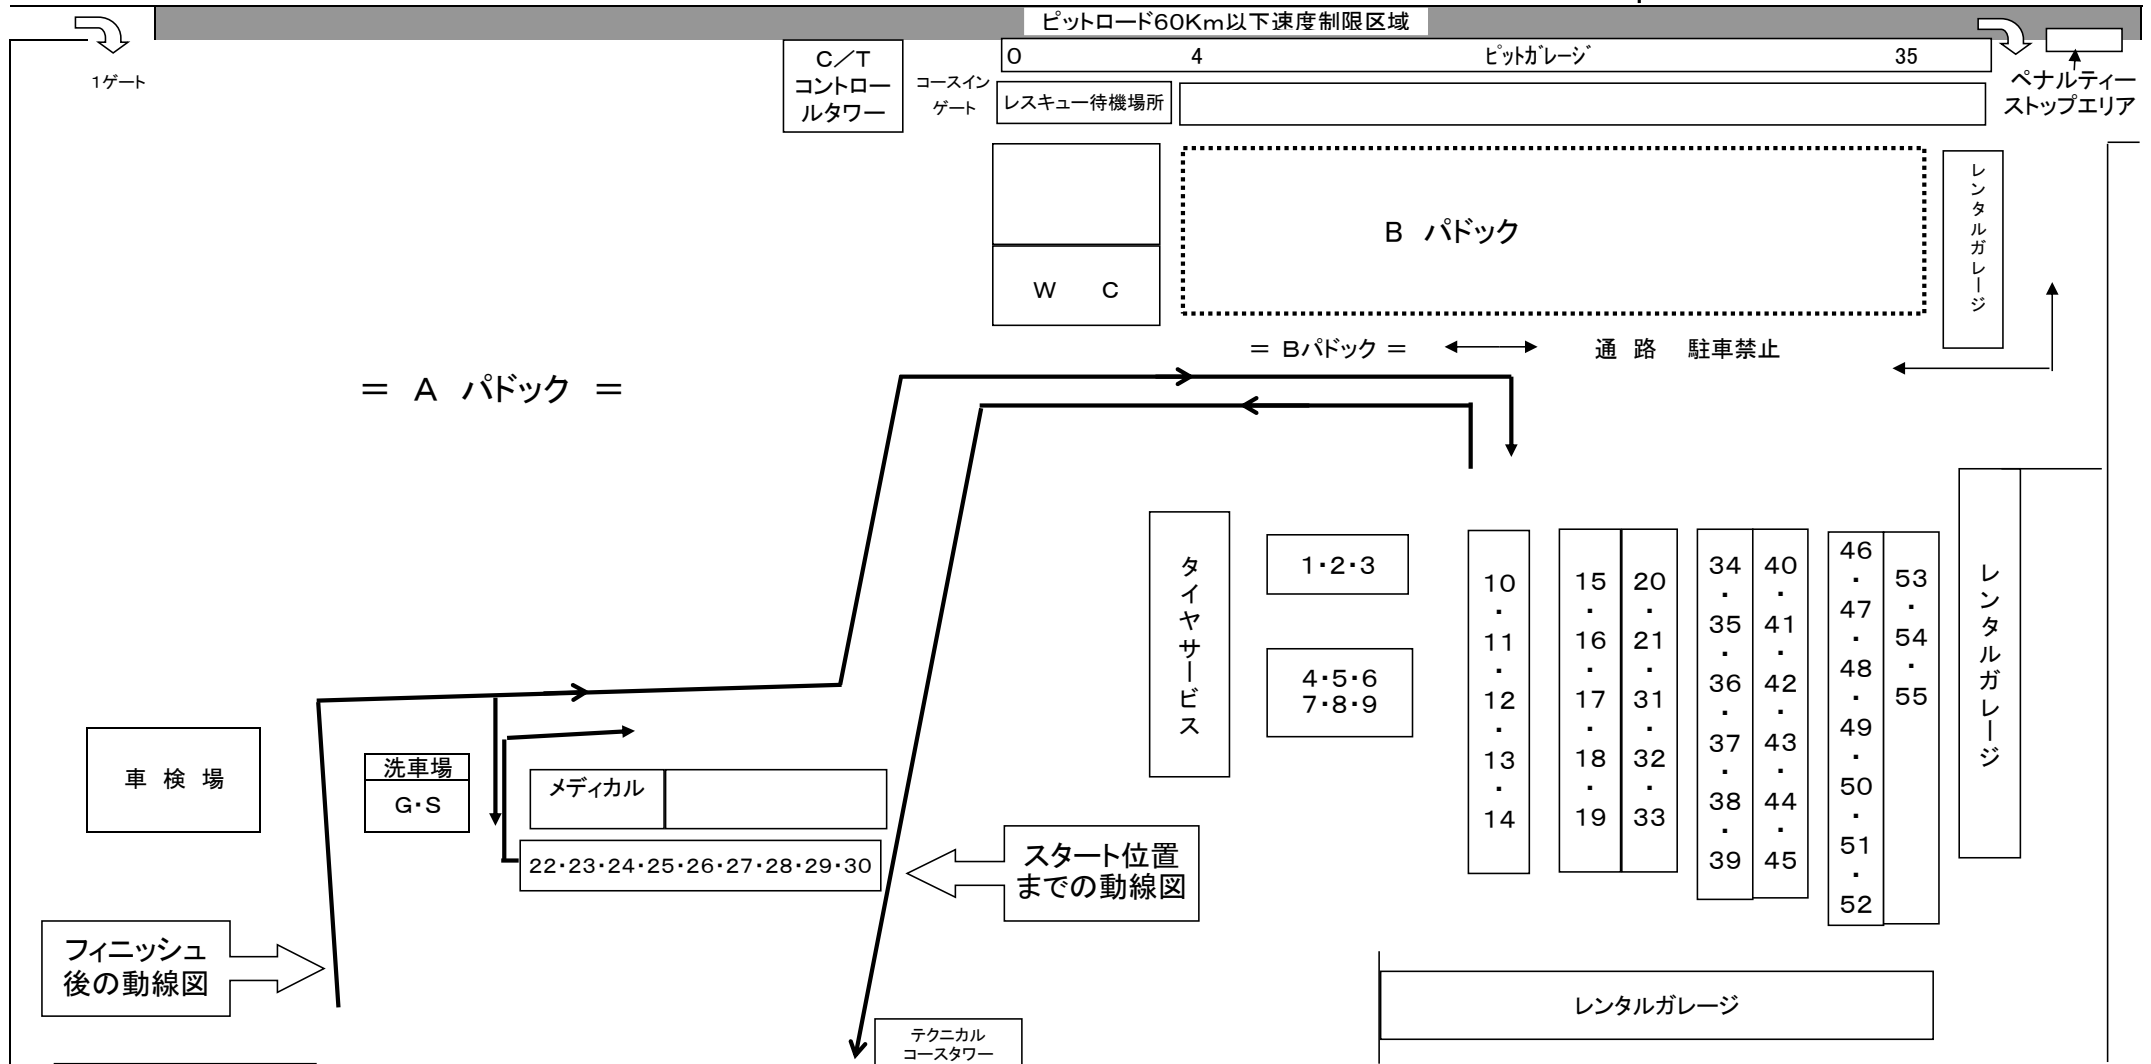 ピットロード60Km以下速度制限区域
1ゲート
C/T
コントロー
ルタワー
コースイン
ゲート
0 4 ピットガレージ 35
レスキュー待機場所
ペナルティー
ストップエリア
B パドック
レンタルガレージ
W C
= Bパドック =
通 路 駐車禁止
= A パドック =
タイヤサービス
1・2・3
4・5・6
7・8・9
10・11・12・13・14
15・16・17・18・19
20・21・31・32・33
34・35・36・37・38・39
40・41・42・43・44・45
46・47・48・49・50・51・52
53・54・55
レンタルガレージ
車 検 場
洗車場
G・S
メディカル
22・23・24・25・26・27・28・29・30
スタート位置
までの動線図
フィニッシュ
後の動線図
レンタルガレージ
テクニカル
コースタワー